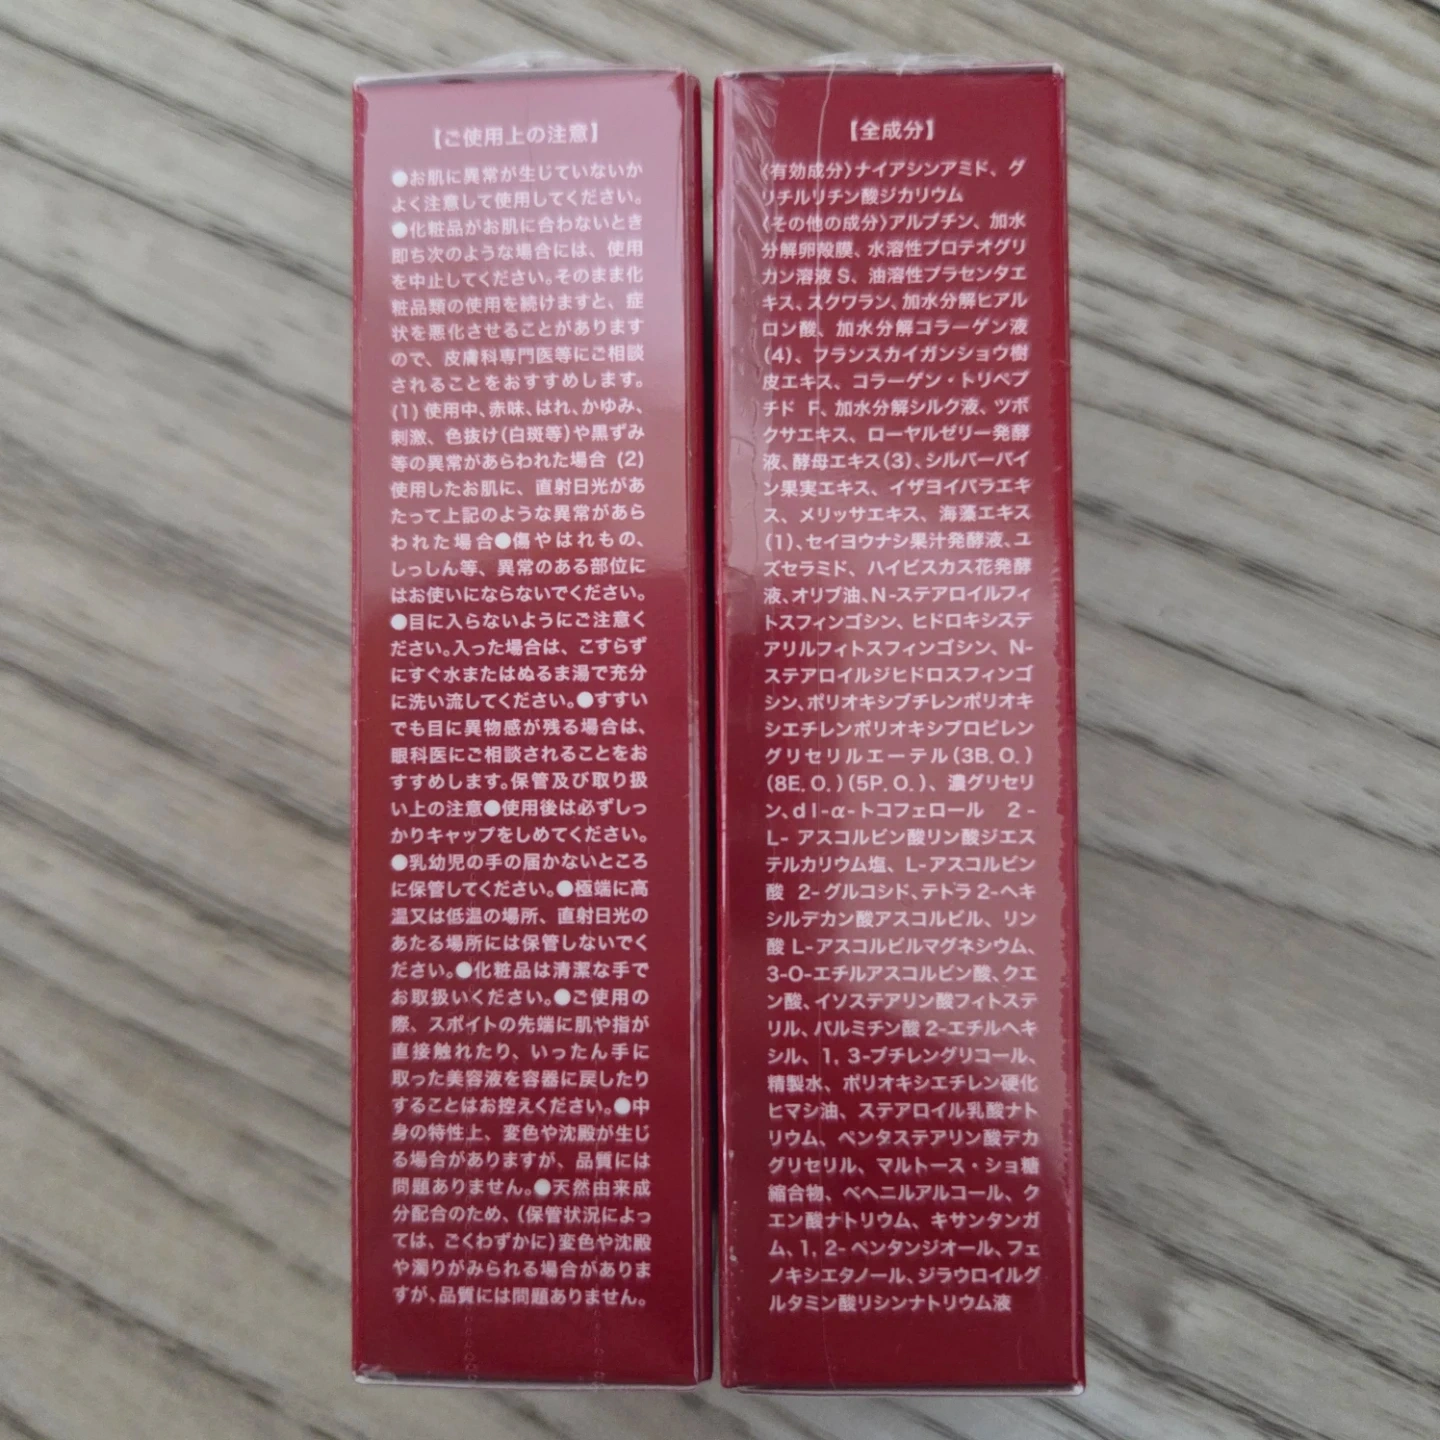 【ご使用上の注意】
●お肌に異常が生じていないか
よく注意して使用してください。
●化粧品がお肌に合わないとき
即ち次のような場合には、使用
を中止してください。そのまま化
粧品類の使用を続けますと、症
状を悪化させることがあります
ので、皮膚科専門医等にご相談
されることをおすすめします。
(1) 使用中、赤味、はれ、かゆみ、
刺激、色抜け(白斑等)や黒ずみ
等の異常があらわれた場合 (2)
使用したお肌に、直射日光があ
たって上記のような異常があら
われた場合●傷やはれもの、
しっしん等、異常のある部位に
はお使いにならないでください。
●目に入らないようにご注意く
ださい。入った場合は、こすらず
にすぐ水またはぬるま湯で充分
に洗い流してください。●すすい
でも目に異物感が残る場合は、
眼科医にご相談されることをお
すすめします。保管及び取り扱
い上の注意●使用後は必ずしっ
かりキャップをしめてください。
●乳幼児の手の届かないところ
に保管してください。●極端に高
温又は低温の場所、直射日光の
あたる場所には保管しないでく
ださい。●化粧品は清潔な手で
お取扱いください。●ご使用の
際、スポイトの先端に肌や指が
直接触れたり、いったん手に
取った美容液を容器に戻したり
することはお控えください。●中
身の特性上、変色や沈殿が生じ
る場合がありますが、品質には
問題ありません。●天然由来成
分配合のため、(保管状況によっ
ては、ごくわずかに)変色や沈殿
や濁りがみられる場合がありま
すが、品質には問題ありません。
【全成分】
〈有効成分〉ナイアシンアミド、グ
リチルリチン酸ジカリウム
〈その他の成分〉アルブチン、加水
分解卵殻膜、水溶性プロテオグリ
カン溶液 S、油溶性プラセンタエ
キス、スクワラン、加水分解ヒアル
ロン酸、加水分解コラーゲン液
(4)、フランスカイガンショウ樹
皮エキス、コラーゲン・トリペプ
チド F、加水分解シルク液、ツボ
クサエキス、ローヤルゼリー発酵
液、酵母エキス(3)、シルバーバイ
ン果実エキス、イザヨイバラエキ
ス、メリッサエキス、海藻エキス
(1)、セイヨウナシ果汁発酵液、ユ
ズセラミド、ハイビスカス花発酵
液、オリブ油、N-ステアロイルフィ
トスフィンゴシン、ヒドロキシステ
アリルフィトスフィンゴシン、N-
ステアロイルジヒドロスフィンゴ
シン、ポリオキシブチレンポリオキ
シエチレンポリオキシプロピレン
グリセリルエーテル(3B.O.)
(8E.O.)(5P.O.)、濃グリセリ
ン、dl-α-トコフェロール 2-
L-アスコルビン酸リン酸ジエス
テルカリウム塩、L-アスコルビン
酸 2-グルコシド、テトラ2-ヘキ
シルデカン酸アスコルビル、リン
酸 L-アスコルビルマグネシウム、
3-O-エチルアスコルビン酸、クエ
ン酸、イソステアリン酸フィトステ
リル、パルミチン酸2-エチルヘキ
シル、1,3-ブチレングリコール、
精製水、ポリオキシエチレン硬化
ヒマシ油、ステアロイル乳酸ナト
リウム、ペンタステアリン酸デカ
グリセリル、マルトース・ショ糖
縮合物、ベヘニルアルコール、ク
エン酸ナトリウム、キサンタンガ
ム、1,2-ペンタンジオール、フェ
ノキシエタノール、ジラウロイルグ
ルタミン酸リシンナトリウム液